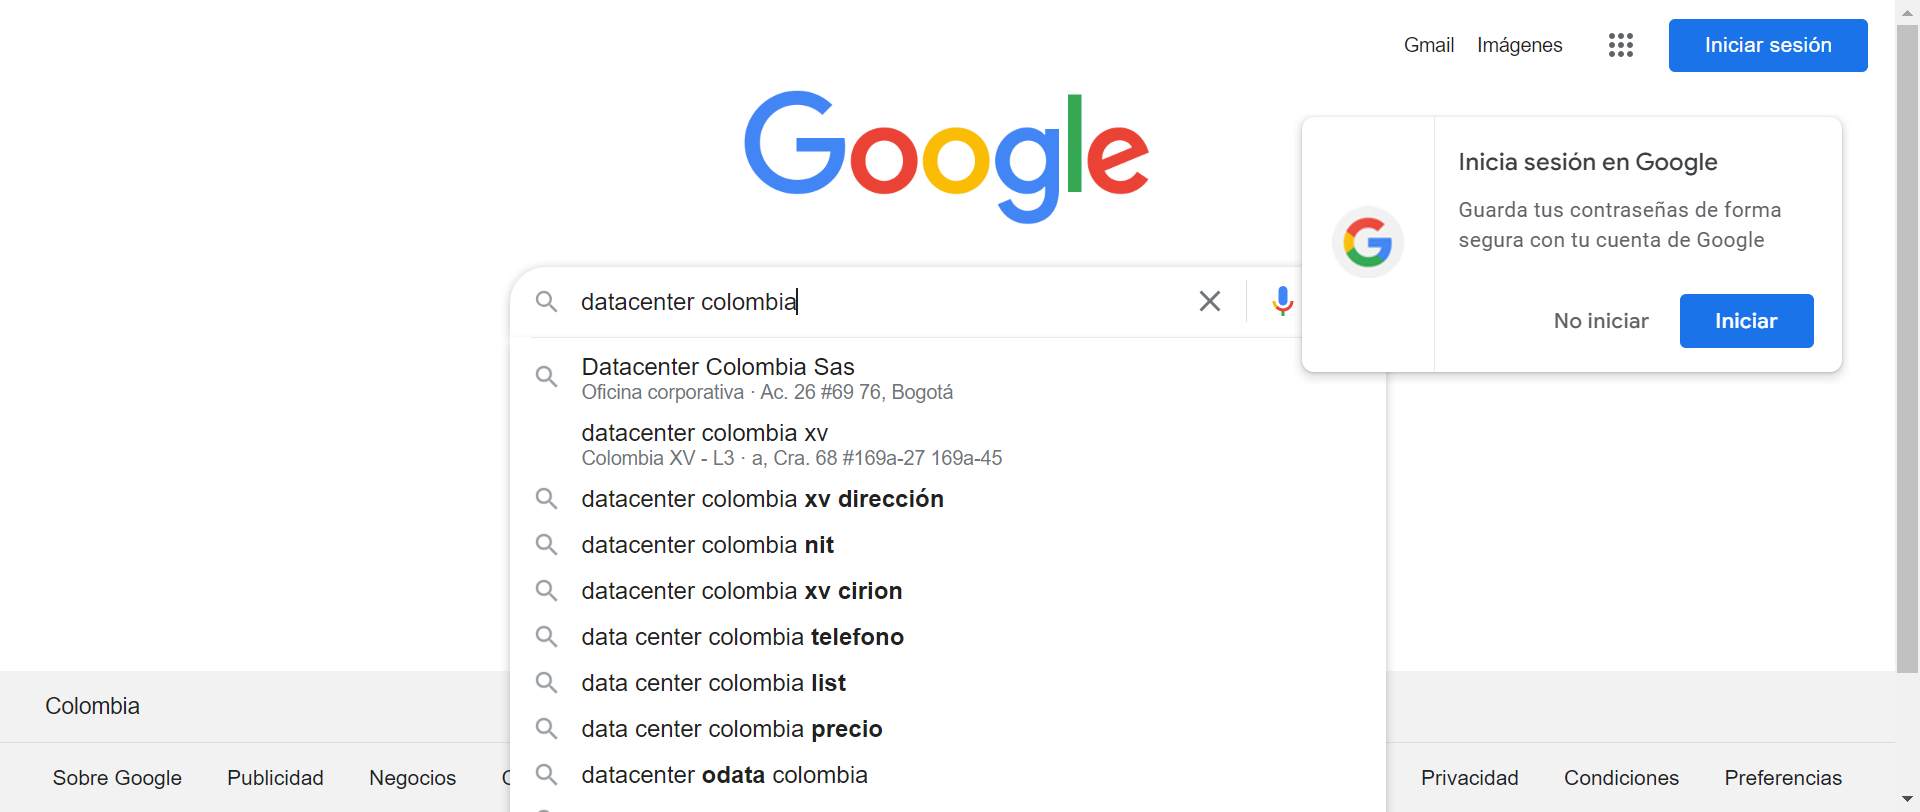 Gmail Imágenes Iniciar sesión
Google
Inicia sesión en Google
Guarda tus contraseñas de forma
segura con tu cuenta de Google
No iniciar Iniciar
datacenter colombia
Datacenter Colombia Sas
Oficina corporativa · Ac. 26 #69 76, Bogotá
datacenter colombia xv
Colombia XV - L3 · a, Cra. 68 #169a-27 169a-45
datacenter colombia xv dirección
datacenter colombia nit
datacenter colombia xv cirion
data center colombia telefono
data center colombia list
data center colombia precio
datacenter odata colombia
Colombia
Sobre Google Publicidad Negocios Privacidad Condiciones Preferencias